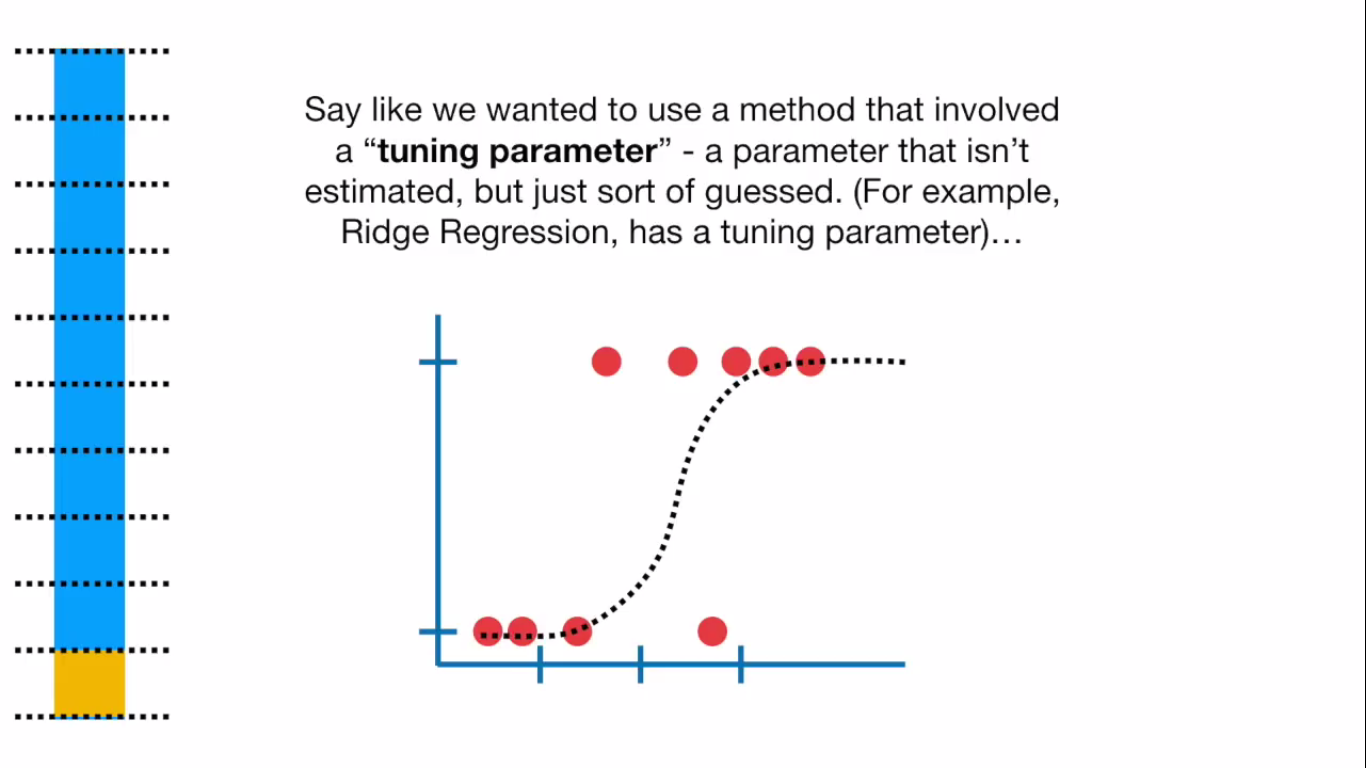 Say like we wanted to use a method that involved
a “tuning parameter” - a parameter that isn’t
estimated, but just sort of guessed. (For example,
Ridge Regression, has a tuning parameter)…